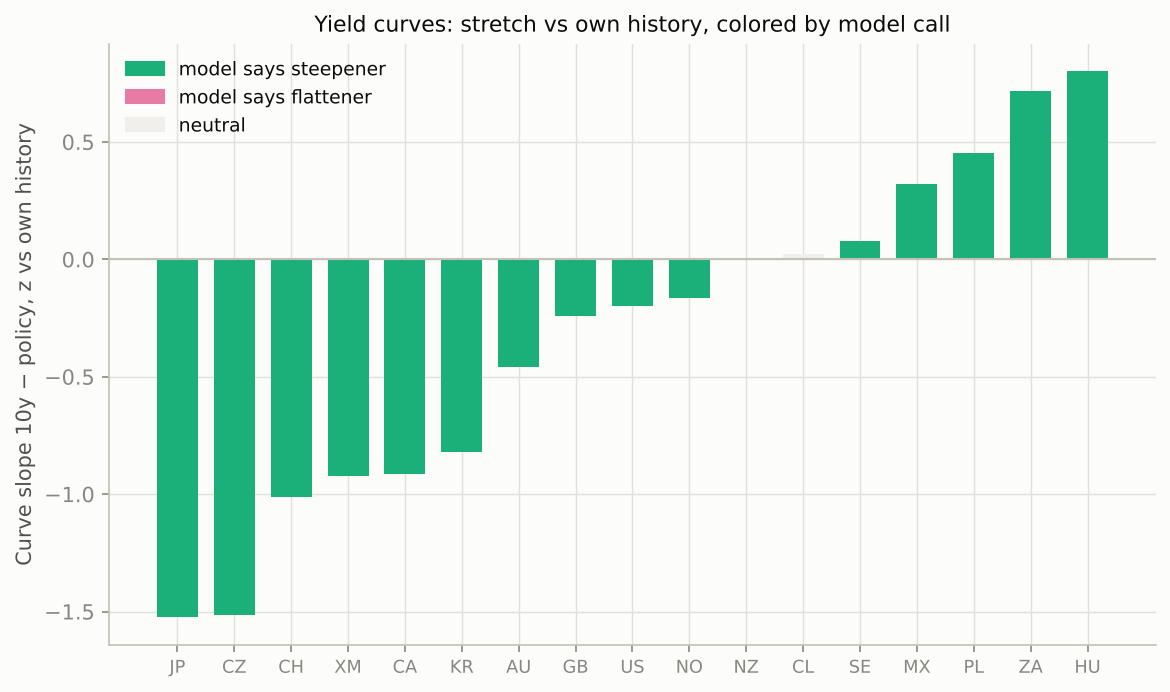 Yield curves: stretch vs own history, colored by model call
model says steepener
model says flattener
neutral
Curve slope 10y − policy, z vs own history
0.5
0.0
−0.5
−1.0
−1.5
JP CZ CH XM CA KR AU GB US NO NZ CL SE MX PL ZA HU